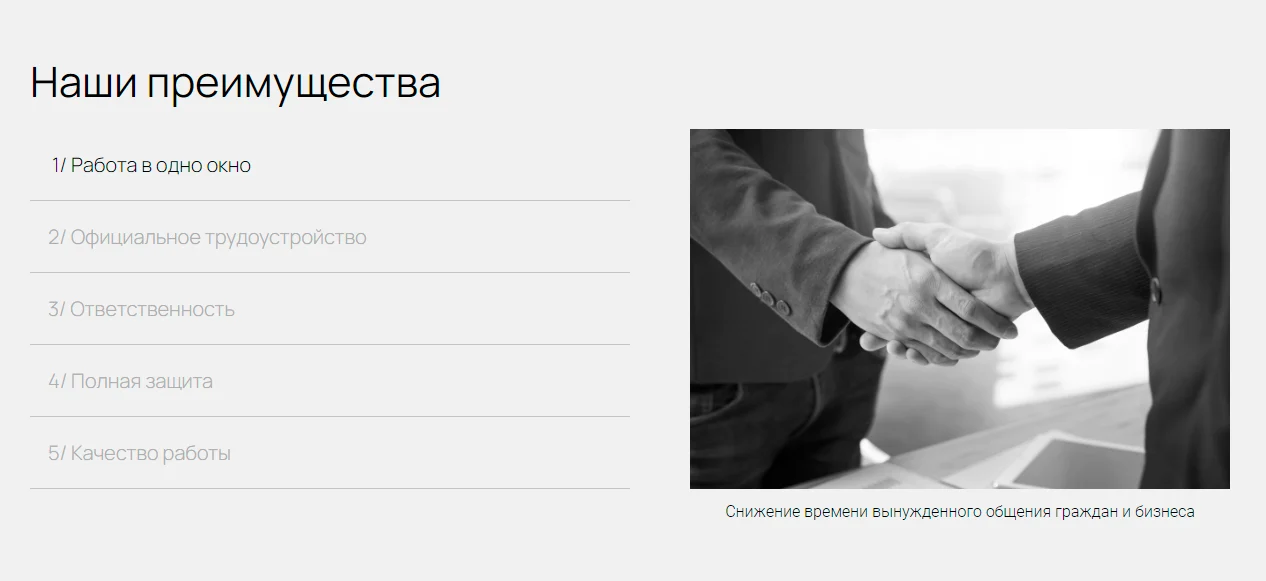 Наши преимущества
1/ Работа в одно окно
2/ Официальное трудоустройство
3/ Ответственность
4/ Полная защита
5/ Качество работы
Снижение времени вынужденного общения граждан и бизнеса